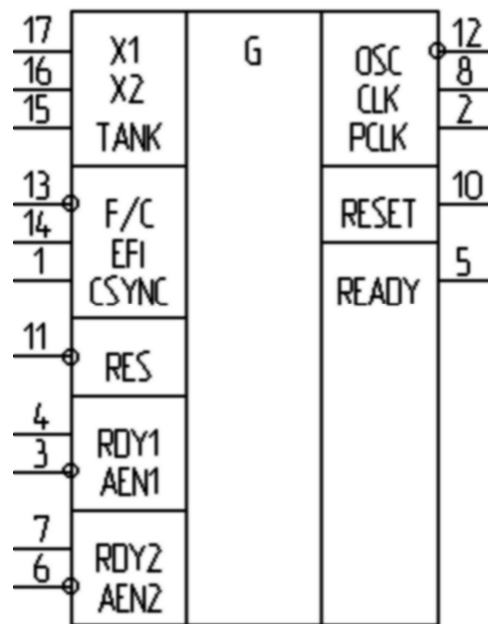 17 X1 G OSC 12
16 X2 CLK 8
15 TANK PCLK 2
13 F/C RESET 10
14 EFI
1 CSYNC READY 5
11 RES
4 RDY1
3 AEN1
7 RDY2
6 AEN2